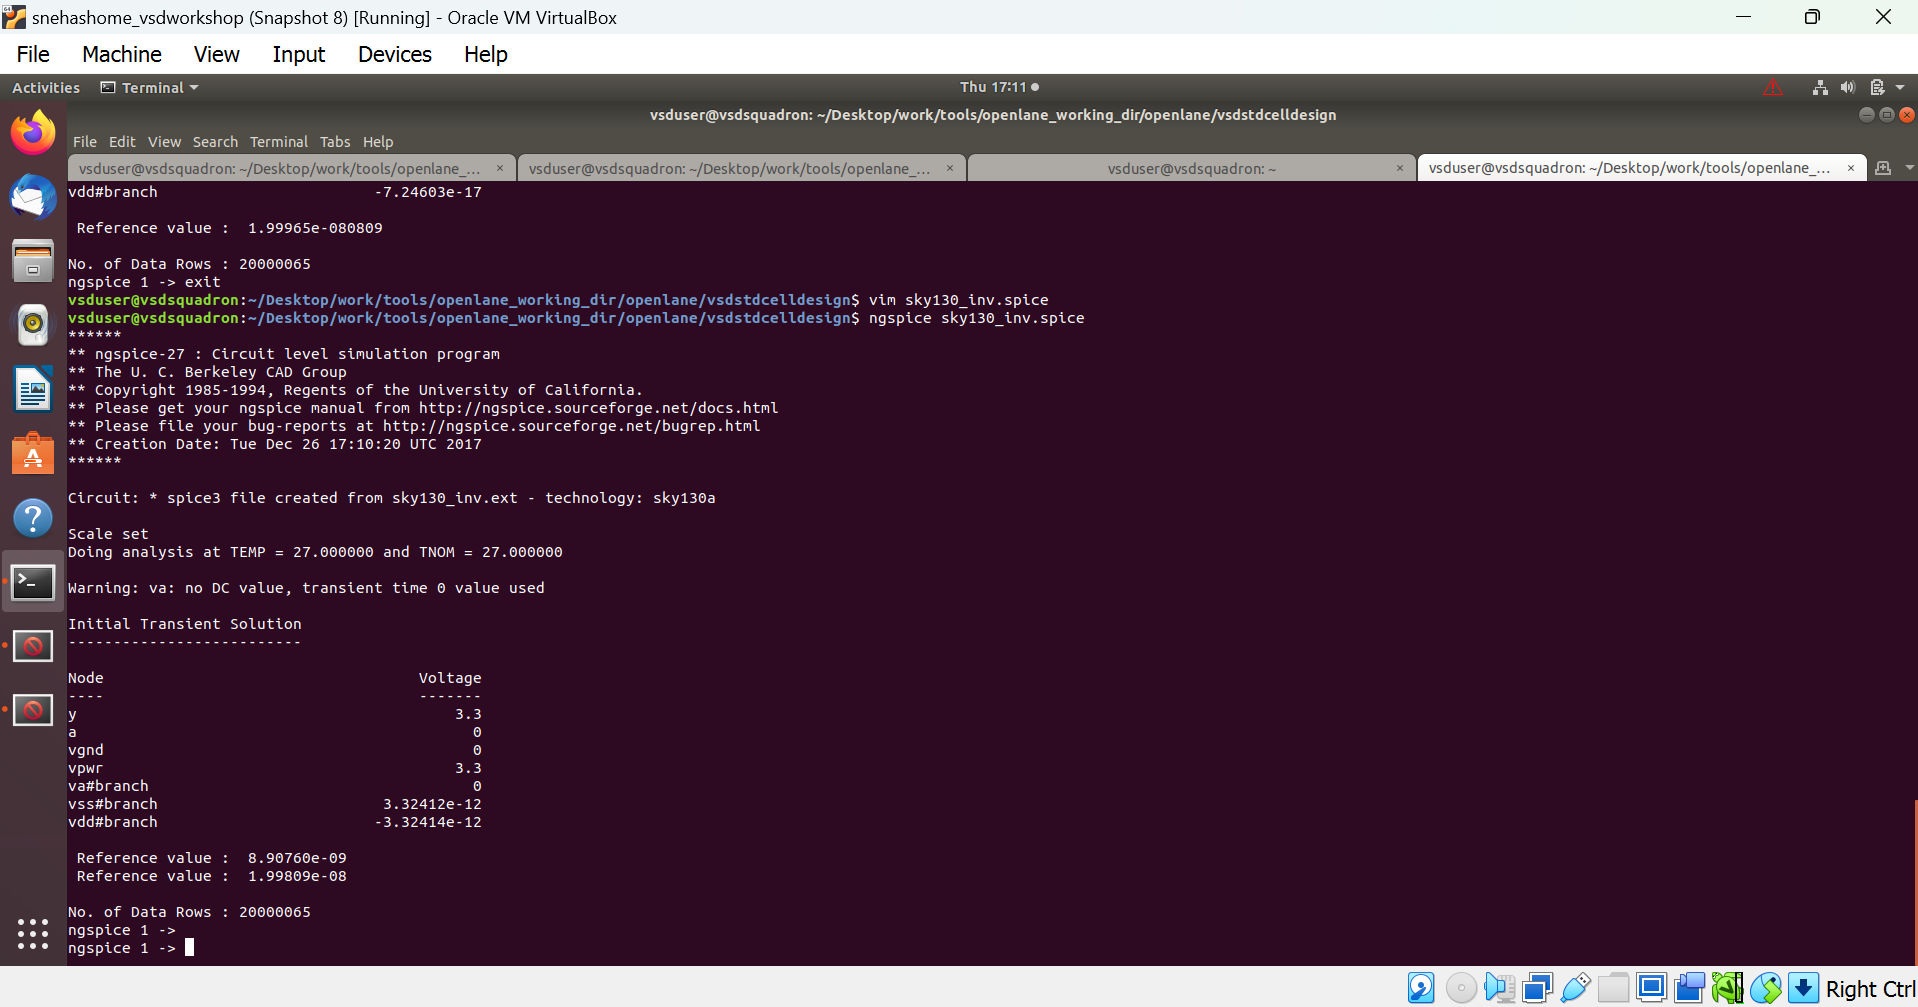 snehashome_vsdworkshop (Snapshot 8) [Running] - Oracle VM VirtualBox
File Machine View Input Devices Help
Activities Terminal Thu 17:11
vsduser@vsdsquadron: ~/Desktop/work/tools/openlane_working_dir/openlane/vsdstdcelldesign
File Edit View Search Terminal Tabs Help
vsduser@vsdsquadron: ~/Desktop/work/tools/openlane_... × vsduser@vsdsquadron: ~/Desktop/work/tools/openlane_... × vsduser@vsdsquadron: ~ × vsduser@vsdsquadron: ~/Desktop/work/tools/openlane_... ×
vdd#branch -7.24603e-17
Reference value : 1.99965e-080809
No. of Data Rows : 20000065
ngspice 1 -> exit
vsduser@vsdsquadron:~/Desktop/work/tools/openlane_working_dir/openlane/vsdstdcelldesign$ vim sky130_inv.spice
vsduser@vsdsquadron:~/Desktop/work/tools/openlane_working_dir/openlane/vsdstdcelldesign$ ngspice sky130_inv.spice
******
** ngspice-27 : Circuit level simulation program
** The U. C. Berkeley CAD Group
** Copyright 1985-1994, Regents of the University of California.
** Please get your ngspice manual from http://ngspice.sourceforge.net/docs.html
** Please file your bug-reports at http://ngspice.sourceforge.net/bugrep.html
** Creation Date: Tue Dec 26 17:10:20 UTC 2017
******
Circuit: * spice3 file created from sky130_inv.ext - technology: sky130a
Scale set
Doing analysis at TEMP = 27.000000 and TNOM = 27.000000
Warning: va: no DC value, transient time 0 value used
Initial Transient Solution
--------------------------
Node Voltage
---- -------
y 3.3
a 0
vgnd 0
vpwr 3.3
va#branch 0
vss#branch 3.32412e-12
vdd#branch -3.32414e-12
Reference value : 8.90760e-09
Reference value : 1.99809e-08
No. of Data Rows : 20000065
ngspice 1 ->
ngspice 1 ->
Right Ctrl